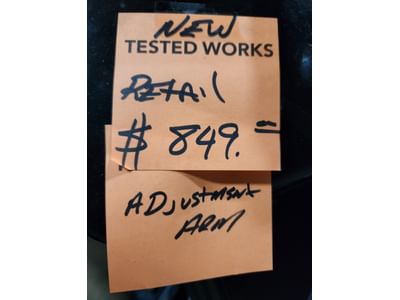 NEW
TESTED WORKS
RETAIL
$ 849.=
ADJUSTMENT
ARM